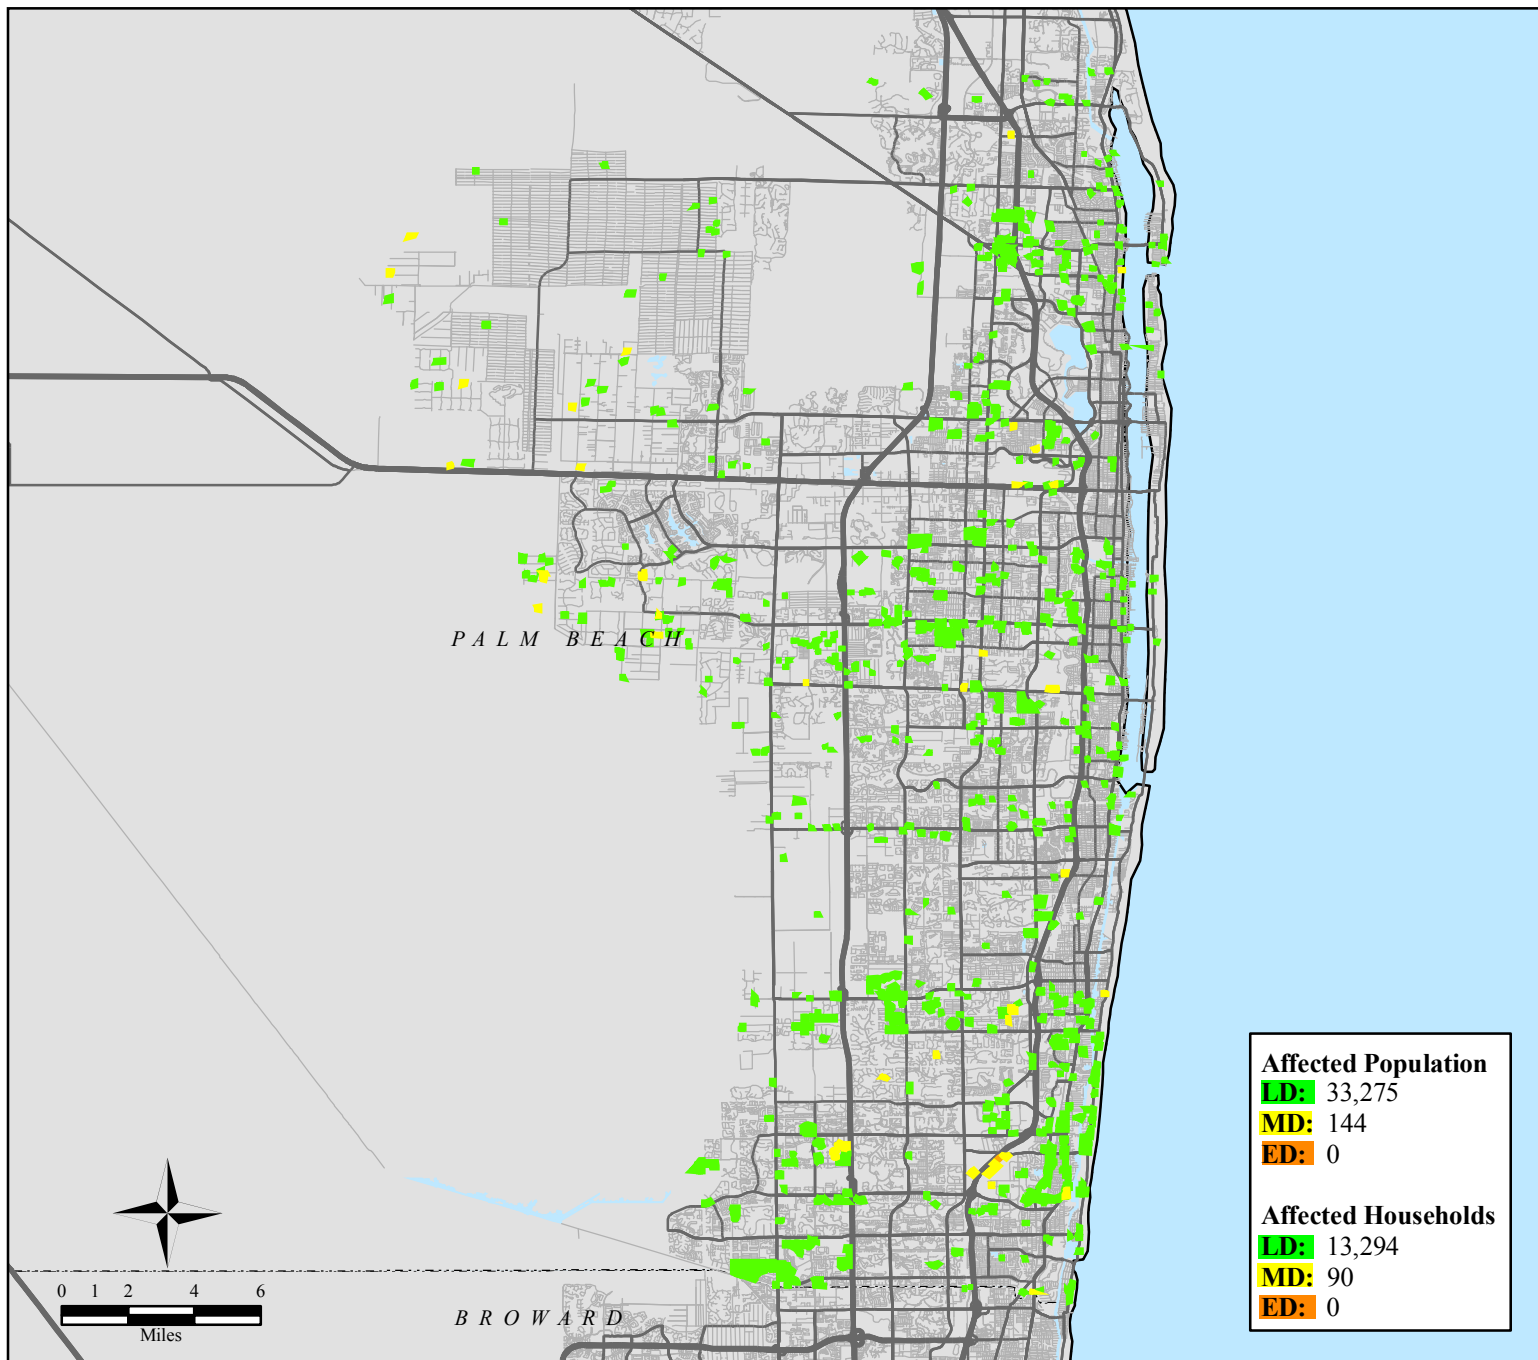 PALM BEACH
Affected Population
LD: 33,275
MD: 144
ED: 0
Affected Households
LD: 13,294
MD: 90
ED: 0
0 1 2 4 6
Miles
BROWARD